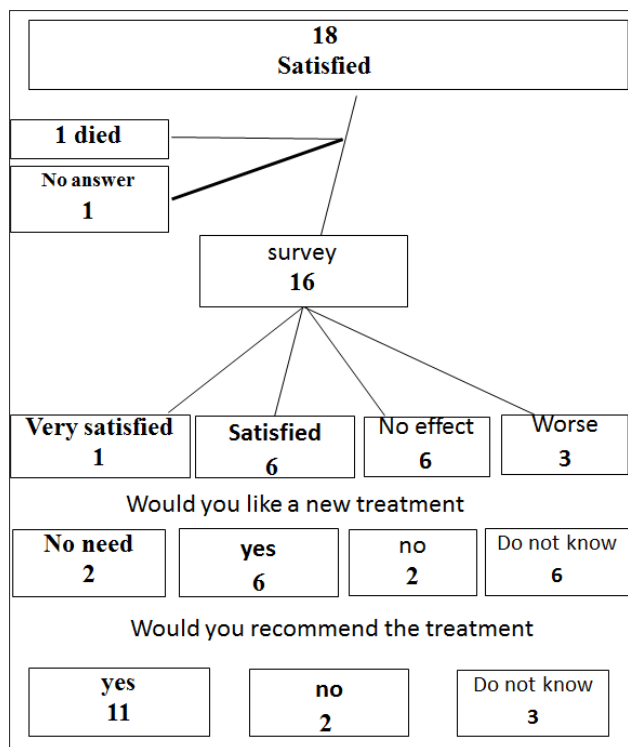 18
Satisfied
1 died
No answer
1
survey
16
Very satisfied
1
Satisfied
6
No effect
6
Worse
3
Would you like a new treatment
No need
2
yes
6
no
2
Do not know
6
Would you recommend the treatment
yes
11
no
2
Do not know
3